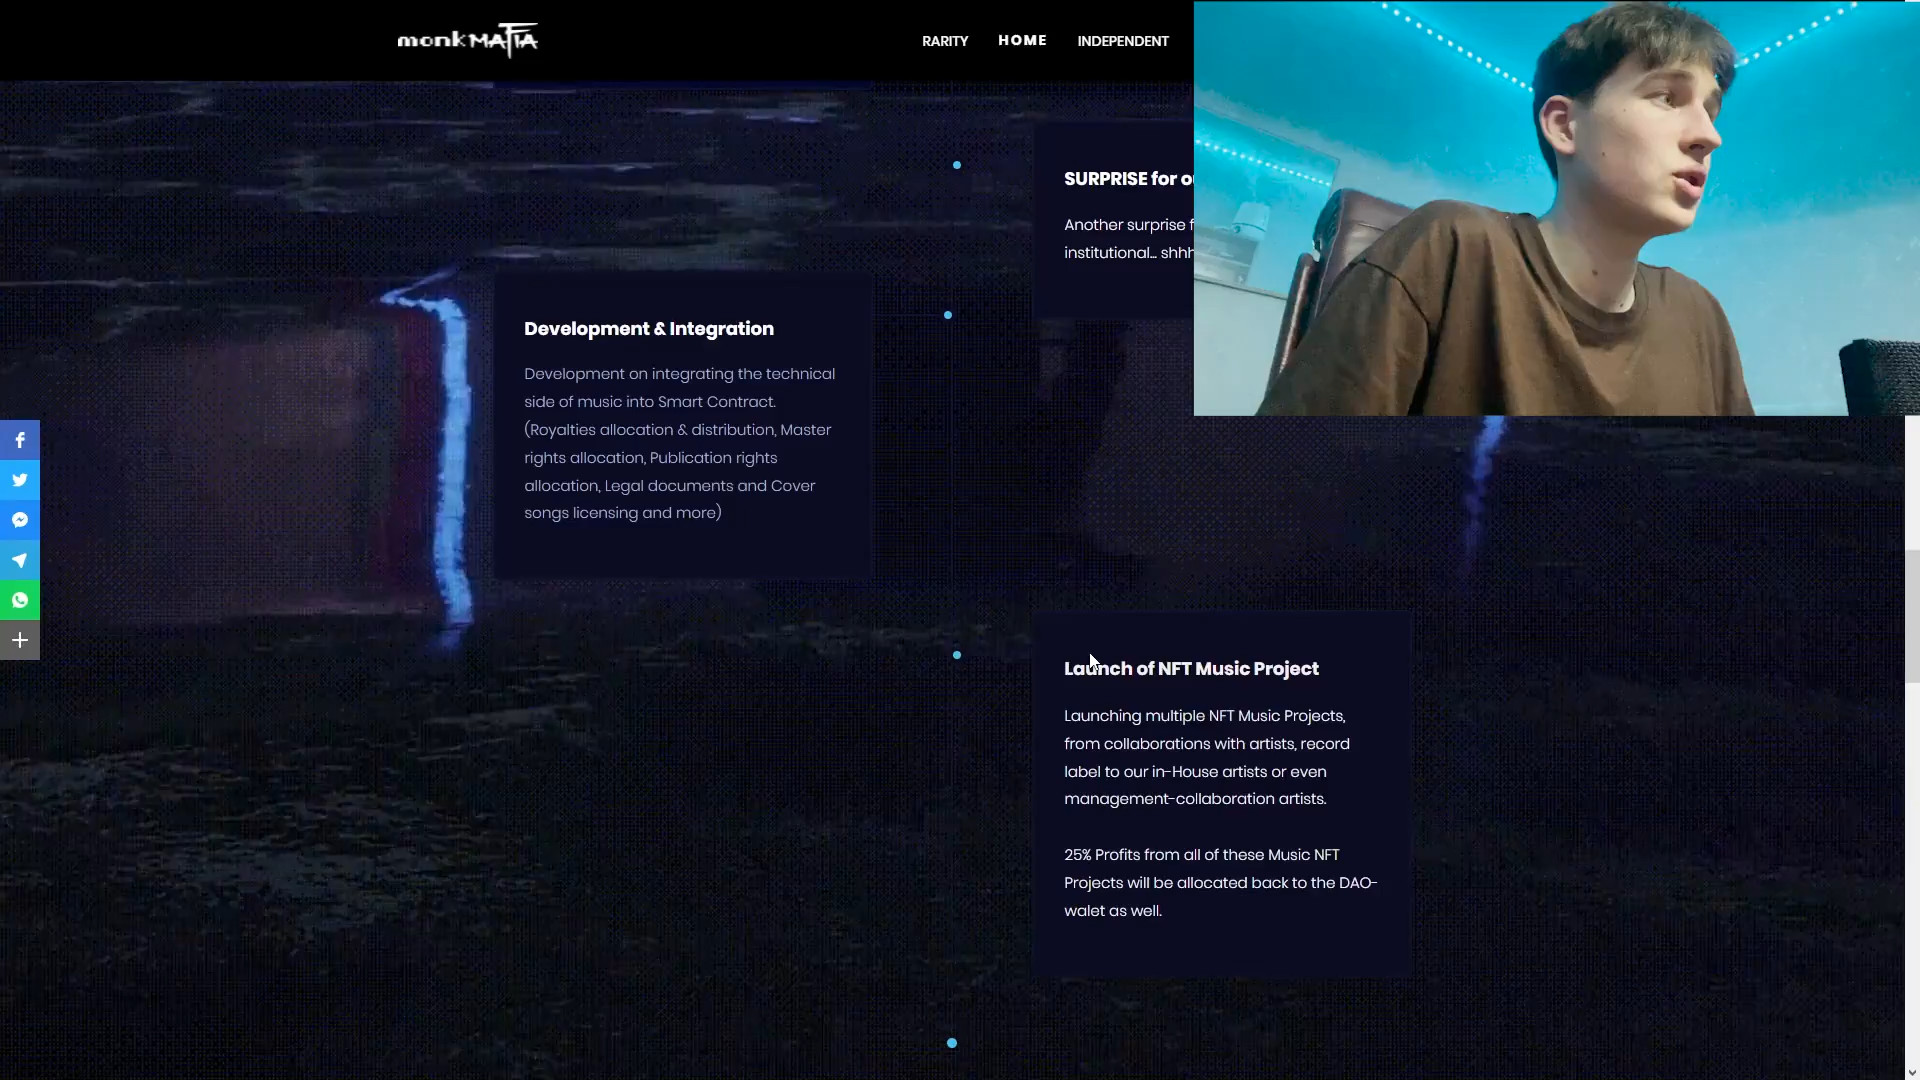 monkMAFIA
RARITY
HOME
INDEPENDENT
SURPRISE for
Another surprise
institutional... shhh
Development & Integration
Development on integrating the technical
side of music into Smart Contract.
(Royalties allocation & distribution, Master
rights allocation, Publication rights
allocation, Legal documents and Cover
songs licensing and more)
Launch of NFT Music Project
Launching multiple NFT Music Projects,
from collaborations with artists, record
label to our in-House artists or even
management-collaboration artists.
25% Profits from all of these Music NFT
Projects will be allocated back to the DAO-
walet as well.